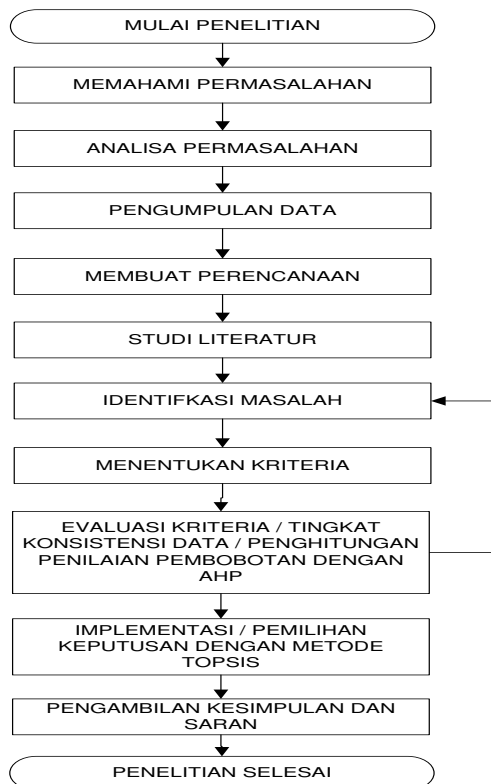 MULAI PENELITIAN
MEMAHAMI PERMASALAHAN
ANALISA PERMASALAHAN
PENGUMPULAN DATA
MEMBUAT PERENCANAAN
STUDI LITERATUR
IDENTIFKASI MASALAH
MENENTUKAN KRITERIA
EVALUASI KRITERIA / TINGKAT
KONSISTENSI DATA / PENGHITUNGAN
PENILAIAN PEMBOBOTAN DENGAN
AHP
IMPLEMENTASI / PEMILIHAN
KEPUTUSAN DENGAN METODE
TOPSIS
PENGAMBILAN KESIMPULAN DAN
SARAN
PENELITIAN SELESAI